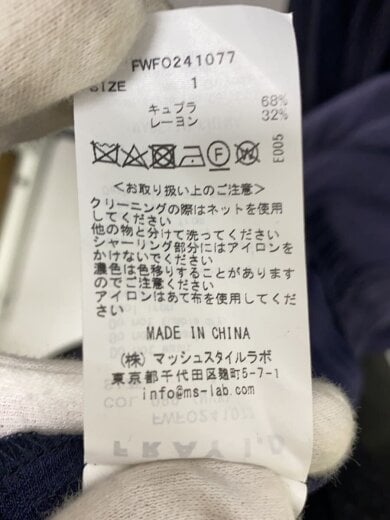 FWFO241077
SIZE 1
キュプラ 68%
レーヨン 32%
E005
＜お取り扱い上のご注意＞
クリーニングの際はネットを使用
してください
他の物と分けて洗ってください
シャーリング部分にはアイロンを
かけないでください
濃色は色移りすることがあります
のでご注意ください
アイロンはあて布を使用してくだ
さい
MADE IN CHINA
(株) マッシュスタイルラボ
東京都千代田区麹町5-7-1
info@ms-lab.com